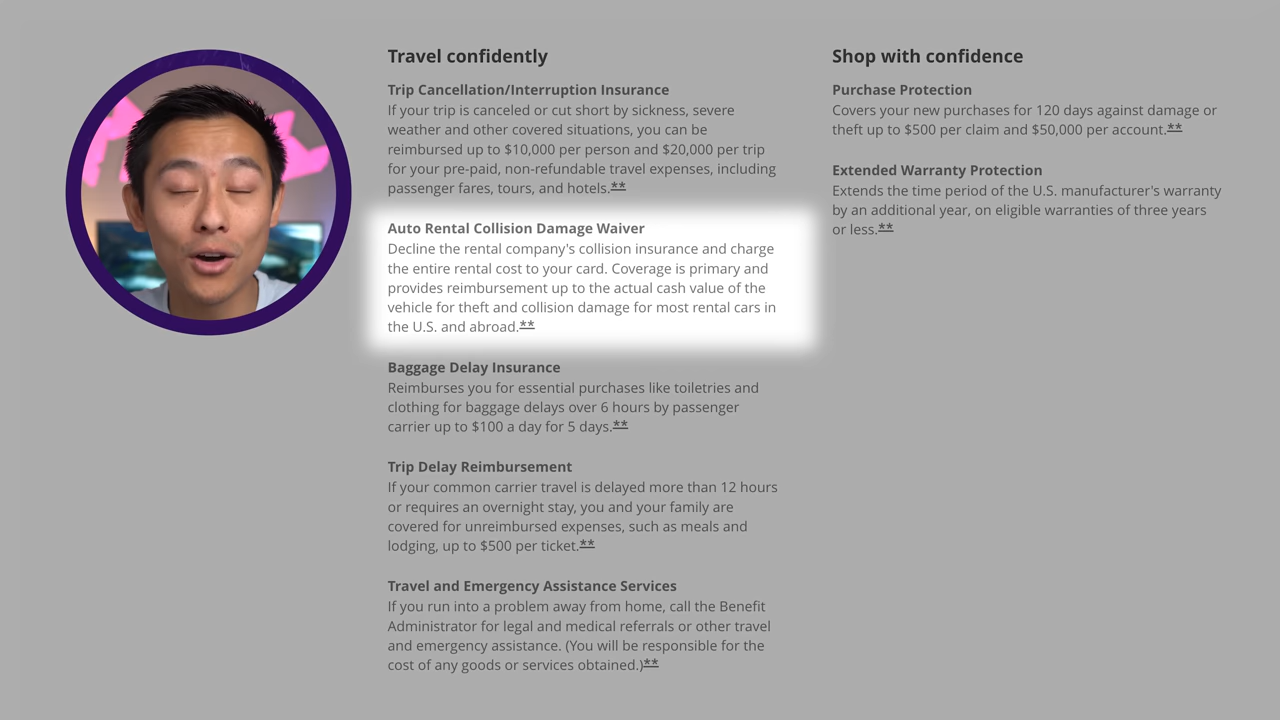 Travel confidently
Trip Cancellation/Interruption Insurance
If your trip is canceled or cut short by sickness, severe
weather and other covered situations, you can be
reimbursed up to $10,000 per person and $20,000 per trip
for your pre-paid, non-refundable travel expenses, including
passenger fares, tours, and hotels.**
Auto Rental Collision Damage Waiver
Decline the rental company's collision insurance and charge
the entire rental cost to your card. Coverage is primary and
provides reimbursement up to the actual cash value of the
vehicle for theft and collision damage for most rental cars in
the U.S. and abroad.**
Baggage Delay Insurance
Reimburses you for essential purchases like toiletries and
clothing for baggage delays over 6 hours by passenger
carrier up to $100 a day for 5 days.**
Trip Delay Reimbursement
If your common carrier travel is delayed more than 12 hours
or requires an overnight stay, you and your family are
covered for unreimbursed expenses, such as meals and
lodging, up to $500 per ticket.**
Travel and Emergency Assistance Services
If you run into a problem away from home, call the Benefit
Administrator for legal and medical referrals or other travel
and emergency assistance. (You will be responsible for the
cost of any goods or services obtained.)**
Shop with confidence
Purchase Protection
Covers your new purchases for 120 days against damage or
theft up to $500 per claim and $50,000 per account.**
Extended Warranty Protection
Extends the time period of the U.S. manufacturer's warranty
by an additional year, on eligible warranties of three years
or less.**